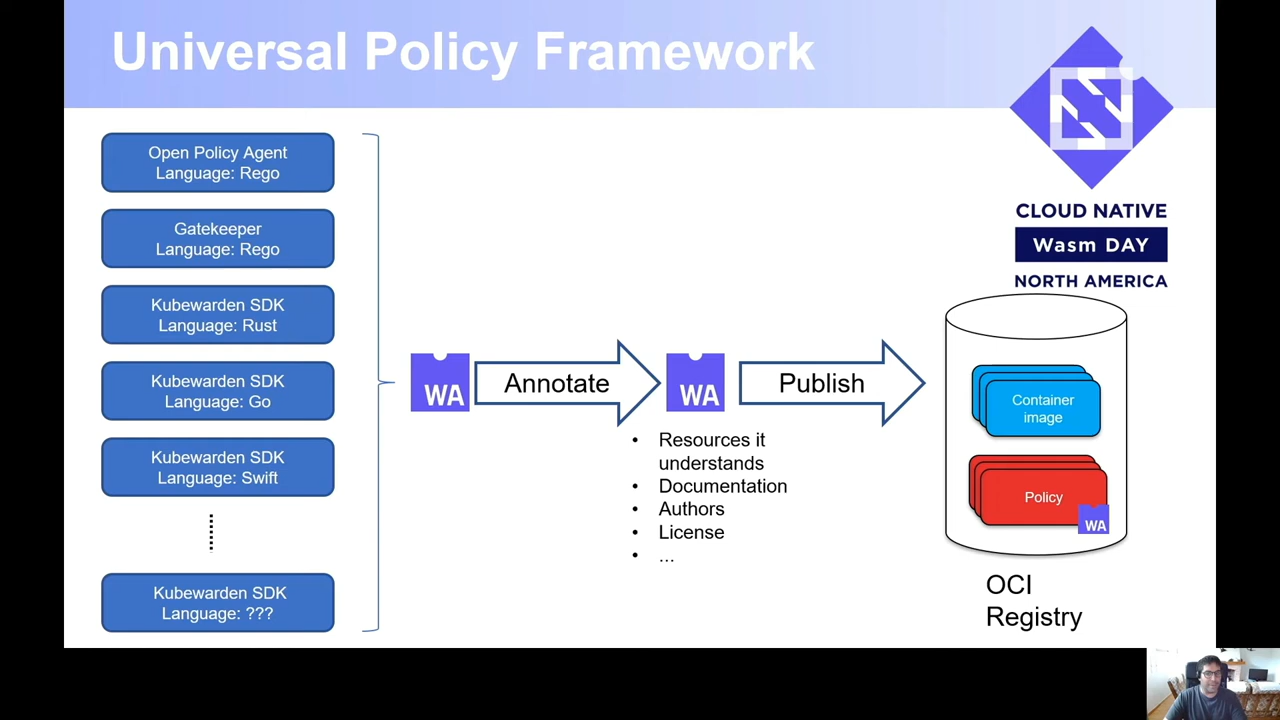 Universal Policy Framework
CLOUD NATIVE
Wasm DAY
NORTH AMERICA
Open Policy Agent
Language: Rego
Gatekeeper
Language: Rego
Kubewarden SDK
Language: Rust
Kubewarden SDK
Language: Go
Kubewarden SDK
Language: Swift
Kubewarden SDK
Language: ???
WA
Annotate
WA
• Resources it
understands
• Documentation
• Authors
• License
• ...
Publish
Container
image
Policy
WA
OCI
Registry